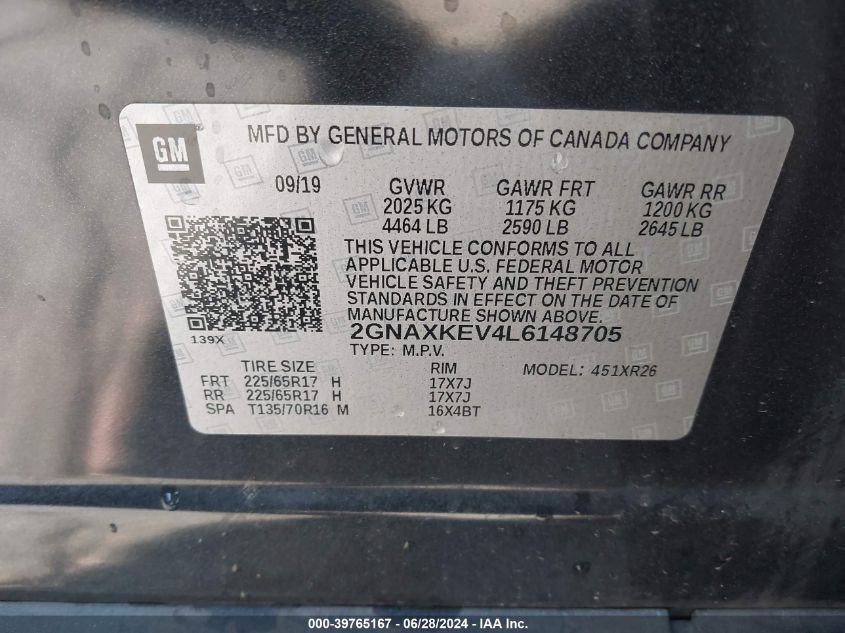 GM
MFD BY GENERAL MOTORS OF CANADA COMPANY
09/19 GVWR GAWR FRT GAWR RR
2025 KG 1175 KG 1200 KG
4464 LB 2590 LB 2645 LB
THIS VEHICLE CONFORMS TO ALL
APPLICABLE U.S. FEDERAL MOTOR
VEHICLE SAFETY AND THEFT PREVENTION
STANDARDS IN EFFECT ON THE DATE OF
MANUFACTURE SHOWN ABOVE.
2GNAXKEV4L6148705
139X
TYPE: M.P.V.
TIRE SIZE RIM MODEL: 451XR26
FRT 225/65R17 H 17X7J
RR 225/65R17 H 17X7J
SPA T135/70R16 M 16X4BT
000-39765167 - 06/28/2024 - IAA Inc.